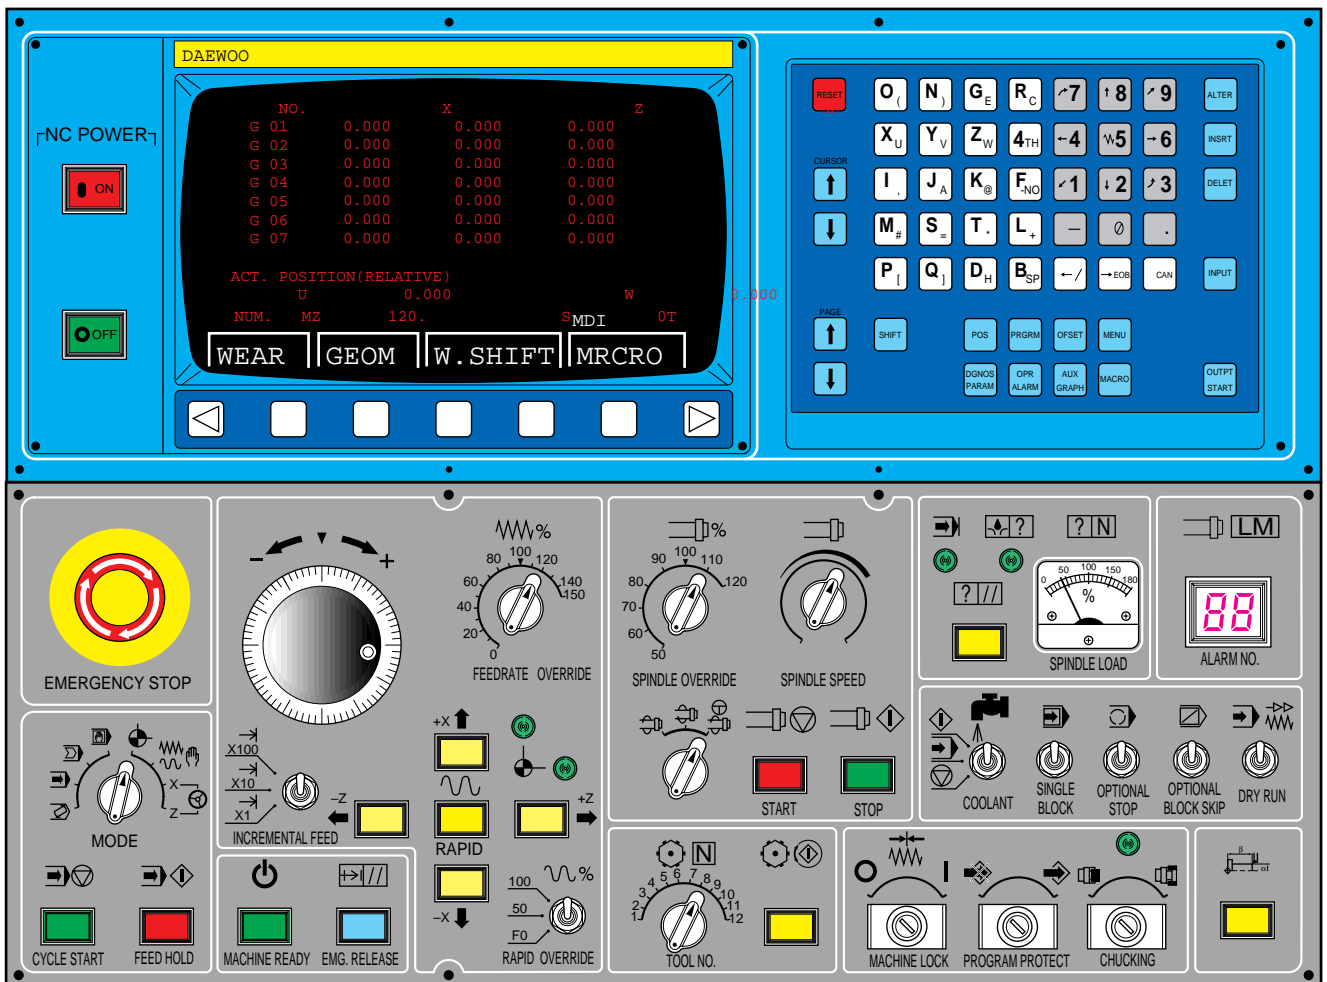 DAEWOO
NC POWER
ON
OFF
NO. X Z
G 01 0.000 0.000 0.000
G 02 0.000 0.000 0.000
G 03 0.000 0.000 0.000
G 04 0.000 0.000 0.000
G 05 0.000 0.000 0.000
G 06 0.000 0.000 0.000
G 07 0.000 0.000 0.000
ACT. POSITION(RELATIVE)
U 0.000 W 0.000
NUM. MZ 120. S MDI 0T
WEAR GEOM W.SHIFT MRCRO
RESET O ( N ) G E R C 7 8 9 ALTER
X U Y V Z W 4 TH 4 5 6 INSRT
CURSOR
I , J A K @ F -NO 1 2 3 DELET
M # S = T * L + - 0 .
P [ Q ] D H B SP / EOB CAN INPUT
PAGE
SHIFT POS PRGRM OFSET MENU
DGNOS PARAM OPR ALARM AUX GRAPH MACRO OUTPT START
EMERGENCY STOP
- +
%
0 20 40 60 80 100 120 140 150
FEEDRATE OVERRIDE
%
50 60 70 80 90 100 110 120
SPINDLE OVERRIDE
SPINDLE SPEED
? ? N
? //
0 50 100 150 180
%
SPINDLE LOAD
LM
88
ALARM NO.
X
Z
MODE
X100
X10
X1
INCREMENTAL FEED
+X
-Z
+Z
RAPID
-X
START
STOP
COOLANT
SINGLE BLOCK
OPTIONAL STOP
OPTIONAL BLOCK SKIP
DRY RUN
CYCLE START
FEED HOLD
MACHINE READY
//
EMG. RELEASE
%
100
50
F0
RAPID OVERRIDE
N
1 2 3 4 5 6 7 8 9 10 11 12
TOOL NO.
O I
MACHINE LOCK
PROGRAM PROTECT
CHUCKING
β
αt